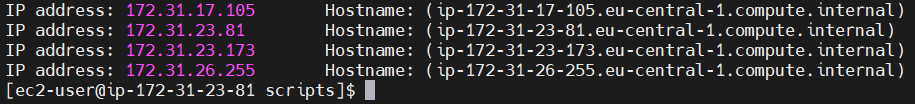 IP address: 172.31.17.105 Hostname: (ip-172-31-17-105.eu-central-1.compute.internal)
IP address: 172.31.23.81 Hostname: (ip-172-31-23-81.eu-central-1.compute.internal)
IP address: 172.31.23.173 Hostname: (ip-172-31-23-173.eu-central-1.compute.internal)
IP address: 172.31.26.255 Hostname: (ip-172-31-26-255.eu-central-1.compute.internal)
[ec2-user@ip-172-31-23-81 scripts]$